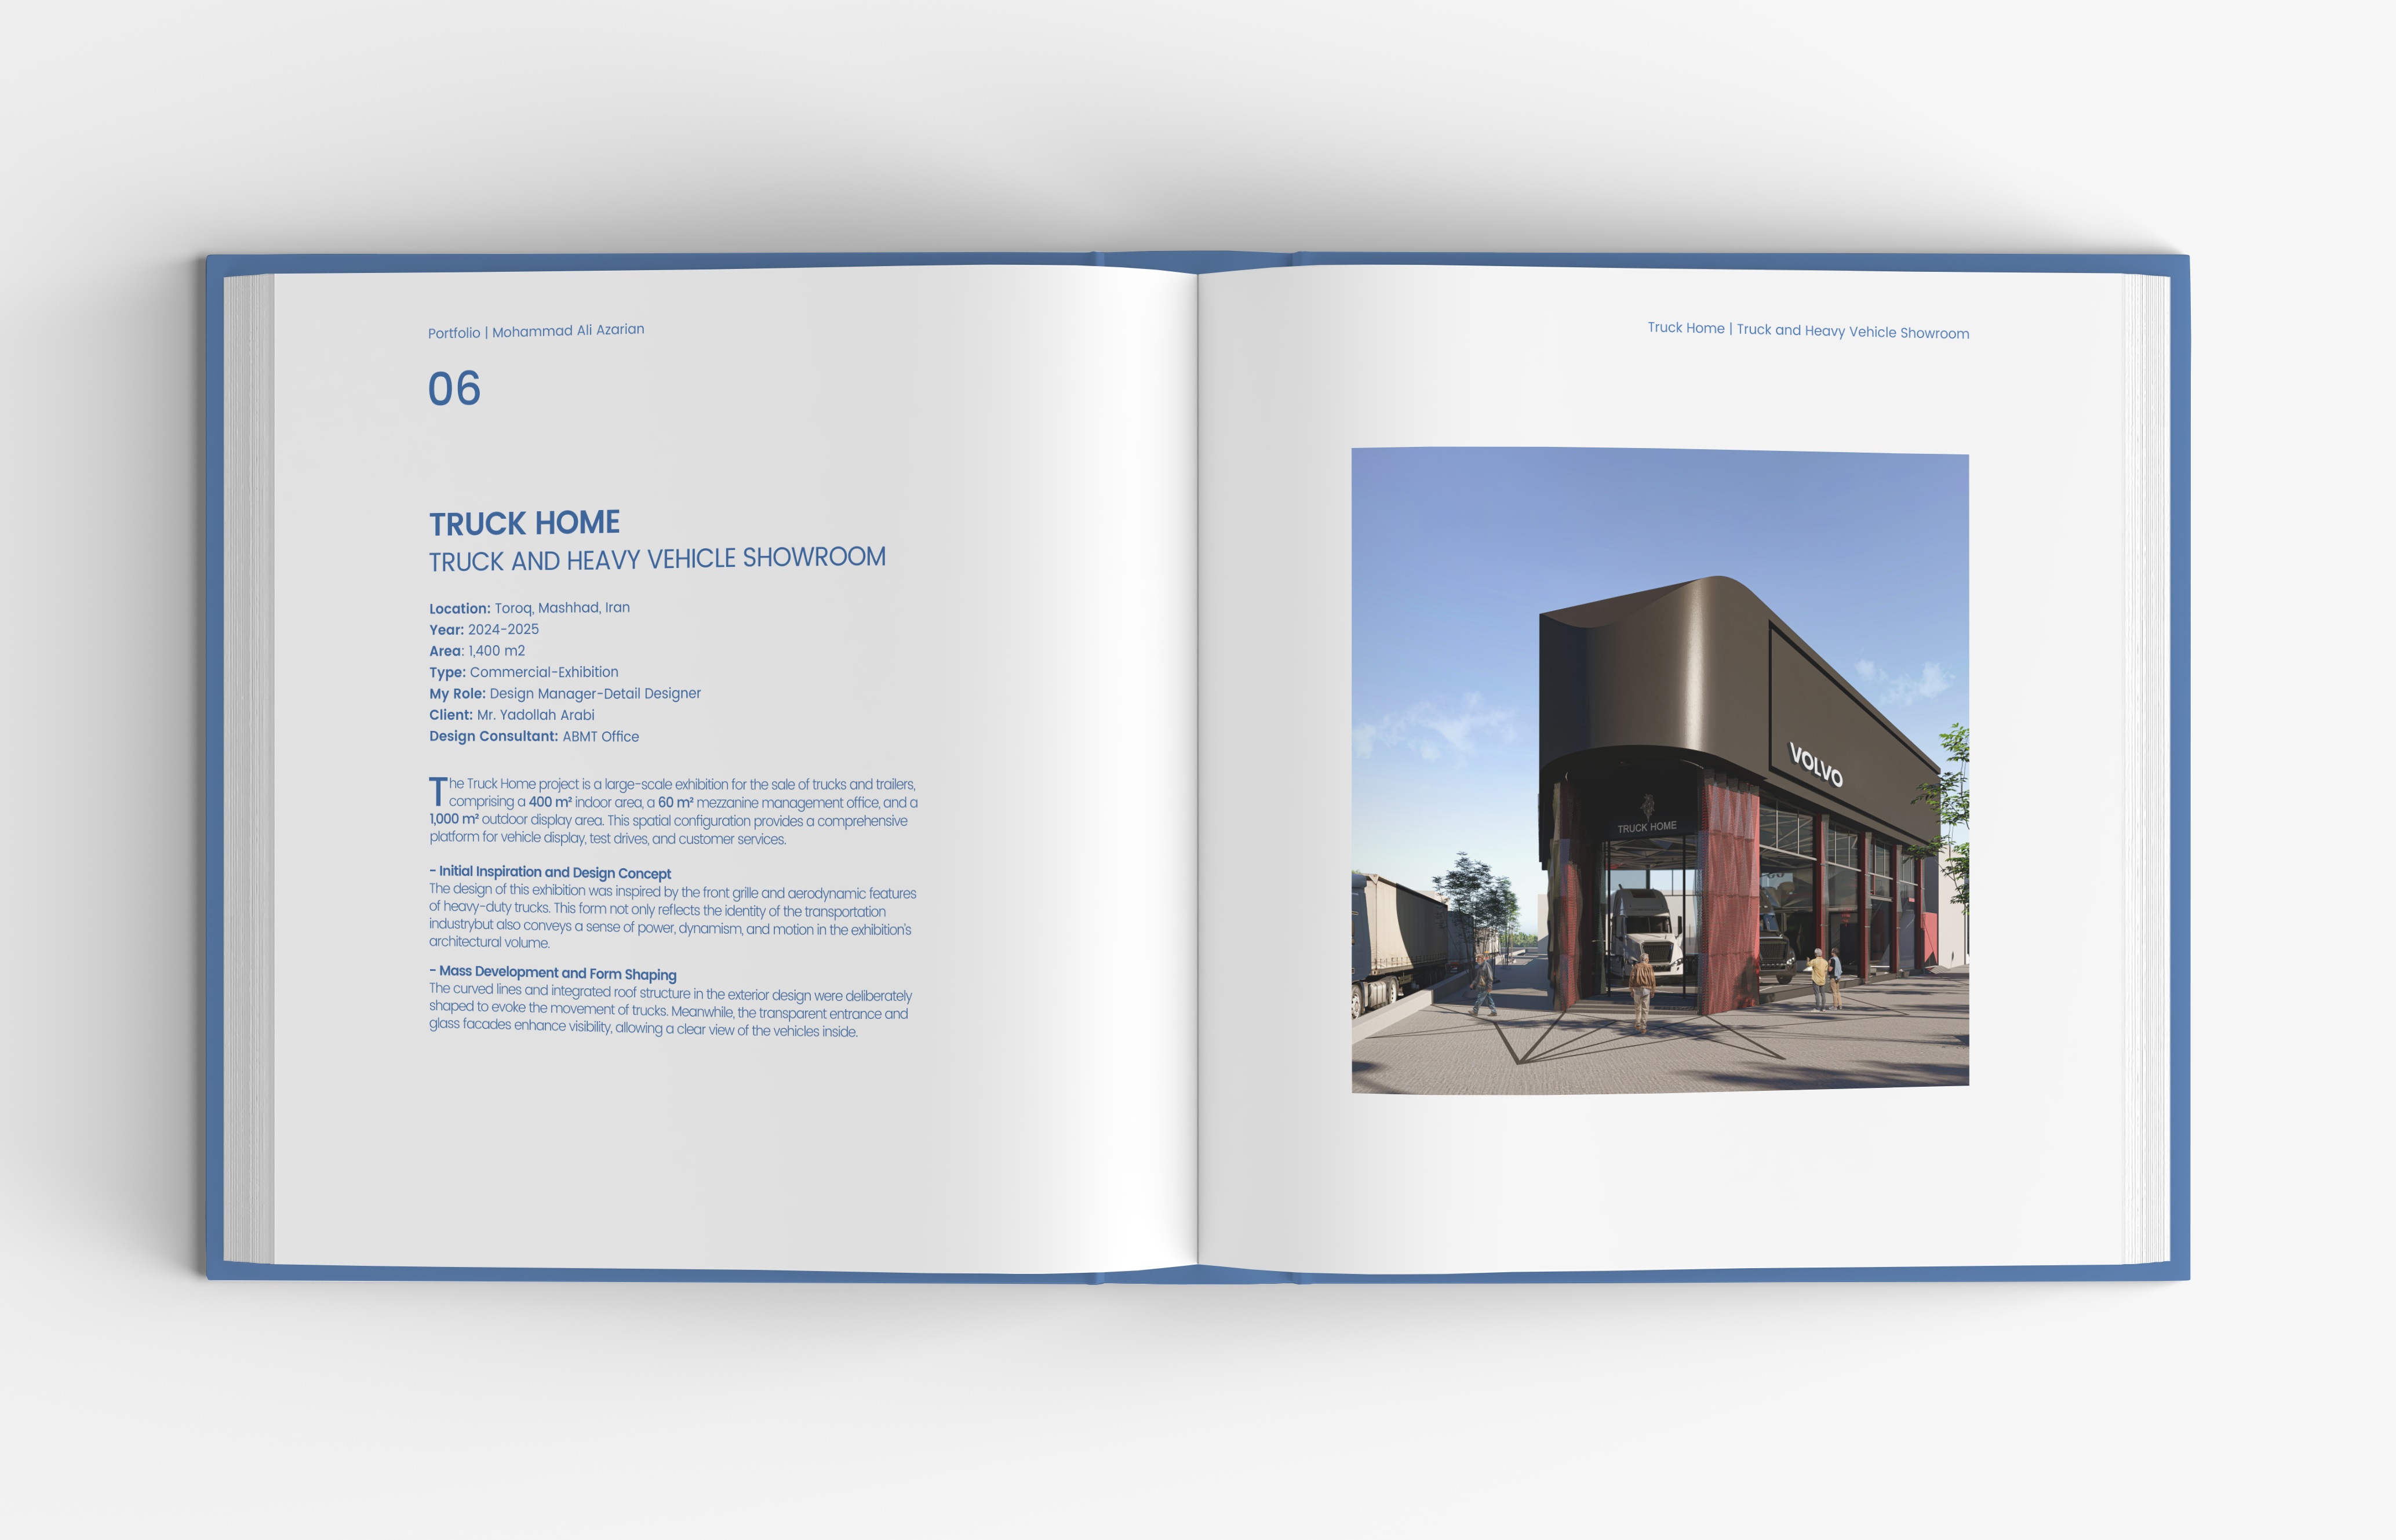 Portfolio | Mohammad Ali Azarian
06
TRUCK HOME
TRUCK AND HEAVY VEHICLE SHOWROOM
Location: Toroq, Mashhad, Iran
Year: 2024-2025
Area: 1,400 m2
Type: Commercial-Exhibition
My Role: Design Manager-Detail Designer
Client: Mr. Yadollah Arabi
Design Consultant: ABMT Office
The Truck Home project is a large-scale exhibition for the sale of trucks and trailers,
comprising a 400 m² indoor area, a 60 m² mezzanine management office, and a
1,000 m² outdoor display area. This spatial configuration provides a comprehensive
platform for vehicle display, test drives, and customer services.
- Initial Inspiration and Design Concept
The design of this exhibition was inspired by the front grille and aerodynamic features
of heavy-duty trucks. This form not only reflects the identity of the transportation
industrybut also conveys a sense of power, dynamism, and motion in the exhibition's
architectural volume.
- Mass Development and Form Shaping
The curved lines and integrated roof structure in the exterior design were deliberately
shaped to evoke the movement of trucks. Meanwhile, the transparent entrance and
glass facades enhance visibility, allowing a clear view of the vehicles inside.
Truck Home | Truck and Heavy Vehicle Showroom
VOLVO
TRUCK HOME